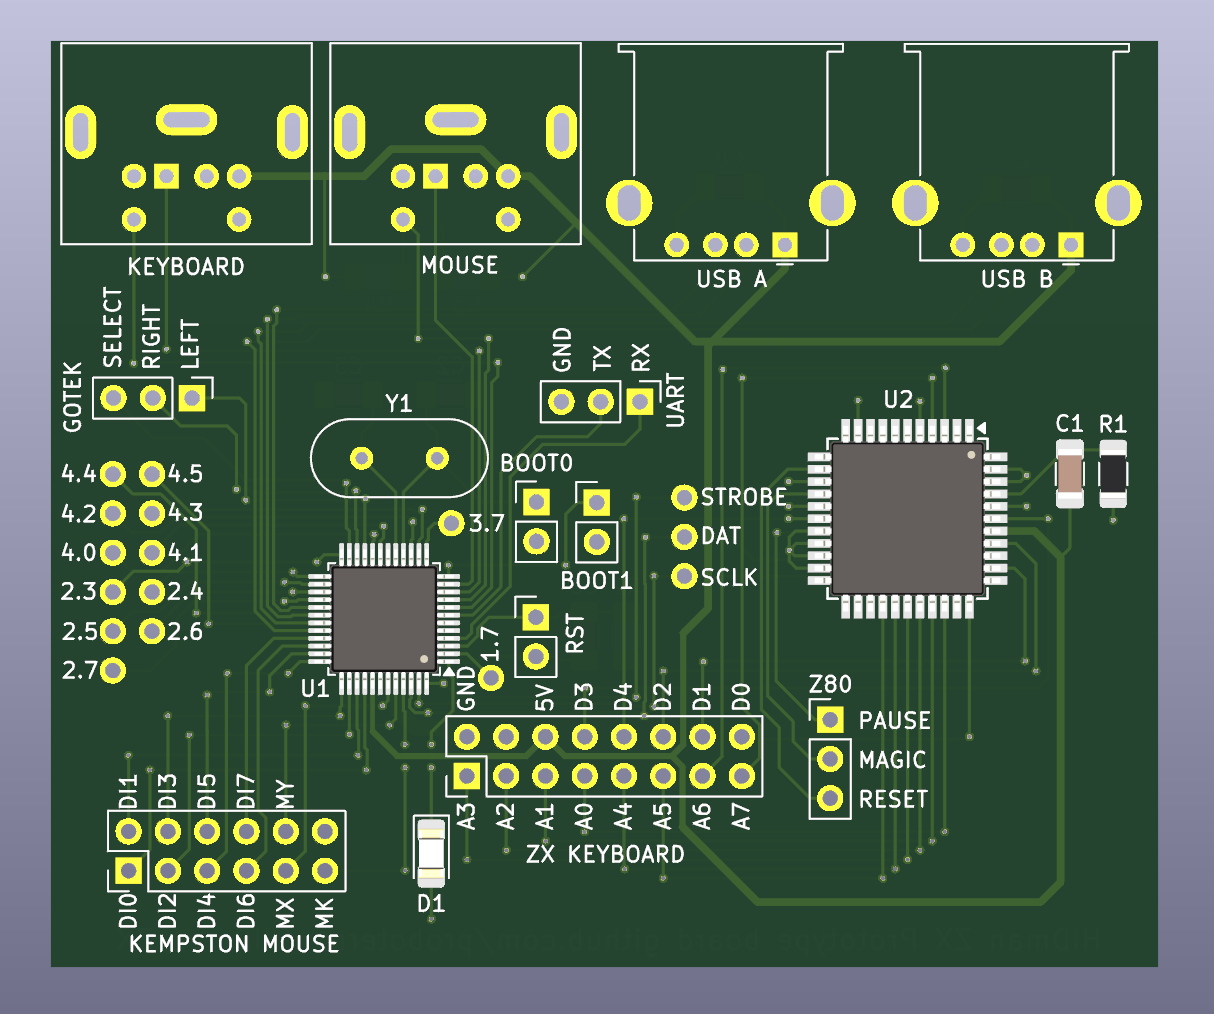 KEYBOARD
MOUSE
USB A
USB B
GOTEK
SELECT
RIGHT
LEFT
GND
TX
RX
UART
Y1
U2
C1
R1
BOOT0
4.4
4.5
4.2
4.3
4.0
4.1
2.3
2.4
2.5
2.6
2.7
3.7
STROBE
DAT
SCLK
BOOT1
RST
1.7
U1
GND
5V
D3
D4
D2
D1
D0
Z80
PAUSE
MAGIC
RESET
A3
A2
A1
A0
A4
A5
A6
A7
ZX KEYBOARD
D1
DI1
DI3
DI5
DI7
MY
DI0
DI2
DI4
DI6
MX
MK
KEMPSTON MOUSE